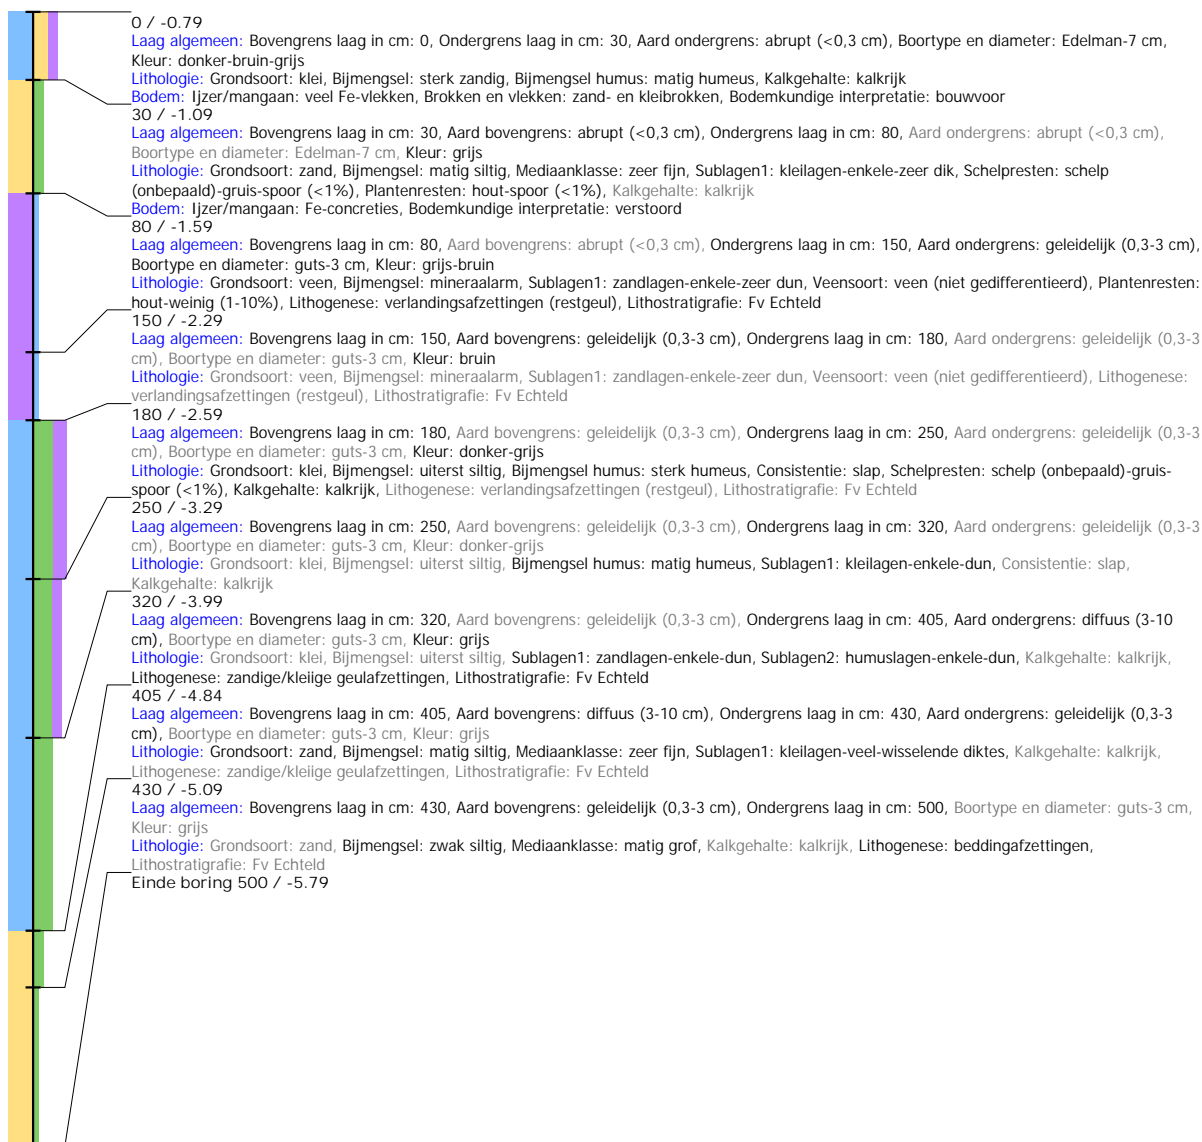 0 / -0.79
Laag algemeen: Bovengrens laag in cm: 0, Ondergrens laag in cm: 30, Aard ondergrens: abrupt (<0,3 cm), Boortype en diameter: Edelman-7 cm,
Kleur: donker-bruin-grijs
Lithologie: Grondsoort: klei, Bijmengsel: sterk zandig, Bijmengsel humus: matig humeus, Kalkgehalte: kalkrijk
Bodem: Ijzer/mangaan: veel Fe-vlekken, Brokken en vlekken: zand- en kleibrokken, Bodemkundige interpretatie: bouwvoor
30 / -1.09
Laag algemeen: Bovengrens laag in cm: 30, Aard bovengrens: abrupt (<0,3 cm), Ondergrens laag in cm: 80, Aard ondergrens: abrupt (<0,3 cm),
Boortype en diameter: Edelman-7 cm, Kleur: grijs
Lithologie: Grondsoort: zand, Bijmengsel: matig siltig, Mediaanklasse: zeer fijn, Sublagen1: kleilagen-enkele-zeer dik, Schelpresten: schelp
(onbepaald)-gruis-spoor (<1%), Plantenresten: hout-spoor (<1%), Kalkgehalte: kalkrijk
Bodem: Ijzer/mangaan: Fe-concreties, Bodemkundige interpretatie: verstoord
80 / -1.59
Laag algemeen: Bovengrens laag in cm: 80, Aard bovengrens: abrupt (<0,3 cm), Ondergrens laag in cm: 150, Aard ondergrens: geleidelijk (0,3-3 cm),
Boortype en diameter: guts-3 cm, Kleur: grijs-bruin
Lithologie: Grondsoort: veen, Bijmengsel: mineraalarm, Sublagen1: zandlagen-enkele-zeer dun, Veensoort: veen (niet gedifferentieerd), Plantenresten:
hout-weinig (1-10%), Lithogenese: verlandingsafzettingen (restgeul), Lithostratigrafie: Fv Echteld
150 / -2.29
Laag algemeen: Bovengrens laag in cm: 150, Aard bovengrens: geleidelijk (0,3-3 cm), Ondergrens laag in cm: 180, Aard ondergrens: geleidelijk (0,3-3
cm), Boortype en diameter: guts-3 cm, Kleur: bruin
Lithologie: Grondsoort: veen, Bijmengsel: mineraalarm, Sublagen1: zandlagen-enkele-zeer dun, Veensoort: veen (niet gedifferentieerd), Lithogenese:
verlandingsafzettingen (restgeul), Lithostratigrafie: Fv Echteld
180 / -2.59
Laag algemeen: Bovengrens laag in cm: 180, Aard bovengrens: geleidelijk (0,3-3 cm), Ondergrens laag in cm: 250, Aard ondergrens: geleidelijk (0,3-3
cm), Boortype en diameter: guts-3 cm, Kleur: donker-grijs
Lithologie: Grondsoort: klei, Bijmengsel: uiterst siltig, Bijmengsel humus: sterk humeus, Consistentie: slap, Schelpresten: schelp (onbepaald)-gruis-
spoor (<1%), Kalkgehalte: kalkrijk, Lithogenese: verlandingsafzettingen (restgeul), Lithostratigrafie: Fv Echteld
250 / -3.29
Laag algemeen: Bovengrens laag in cm: 250, Aard bovengrens: geleidelijk (0,3-3 cm), Ondergrens laag in cm: 320, Aard ondergrens: geleidelijk (0,3-3
cm), Boortype en diameter: guts-3 cm, Kleur: donker-grijs
Lithologie: Grondsoort: klei, Bijmengsel: uiterst siltig, Bijmengsel humus: matig humeus, Sublagen1: kleilagen-enkele-dun, Consistentie: slap,
Kalkgehalte: kalkrijk
320 / -3.99
Laag algemeen: Bovengrens laag in cm: 320, Aard bovengrens: geleidelijk (0,3-3 cm), Ondergrens laag in cm: 405, Aard ondergrens: diffuus (3-10
cm), Boortype en diameter: guts-3 cm, Kleur: grijs
Lithologie: Grondsoort: klei, Bijmengsel: uiterst siltig, Sublagen1: zandlagen-enkele-dun, Sublagen2: humuslagen-enkele-dun, Kalkgehalte: kalkrijk,
Lithogenese: zandige/kleiige geulafzettingen, Lithostratigrafie: Fv Echteld
405 / -4.84
Laag algemeen: Bovengrens laag in cm: 405, Aard bovengrens: diffuus (3-10 cm), Ondergrens laag in cm: 430, Aard ondergrens: geleidelijk (0,3-3
cm), Boortype en diameter: guts-3 cm, Kleur: grijs
Lithologie: Grondsoort: zand, Bijmengsel: matig siltig, Mediaanklasse: zeer fijn, Sublagen1: kleilagen-veel-wisselende diktes, Kalkgehalte: kalkrijk,
Lithogenese: zandige/kleiige geulafzettingen, Lithostratigrafie: Fv Echteld
430 / -5.09
Laag algemeen: Bovengrens laag in cm: 430, Aard bovengrens: geleidelijk (0,3-3 cm), Ondergrens laag in cm: 500, Boortype en diameter: guts-3 cm,
Kleur: grijs
Lithologie: Grondsoort: zand, Bijmengsel: zwak siltig, Mediaanklasse: matig grof, Kalkgehalte: kalkrijk, Lithogenese: beddingafzettingen,
Lithostratigrafie: Fv Echteld
Einde boring 500 / -5.79